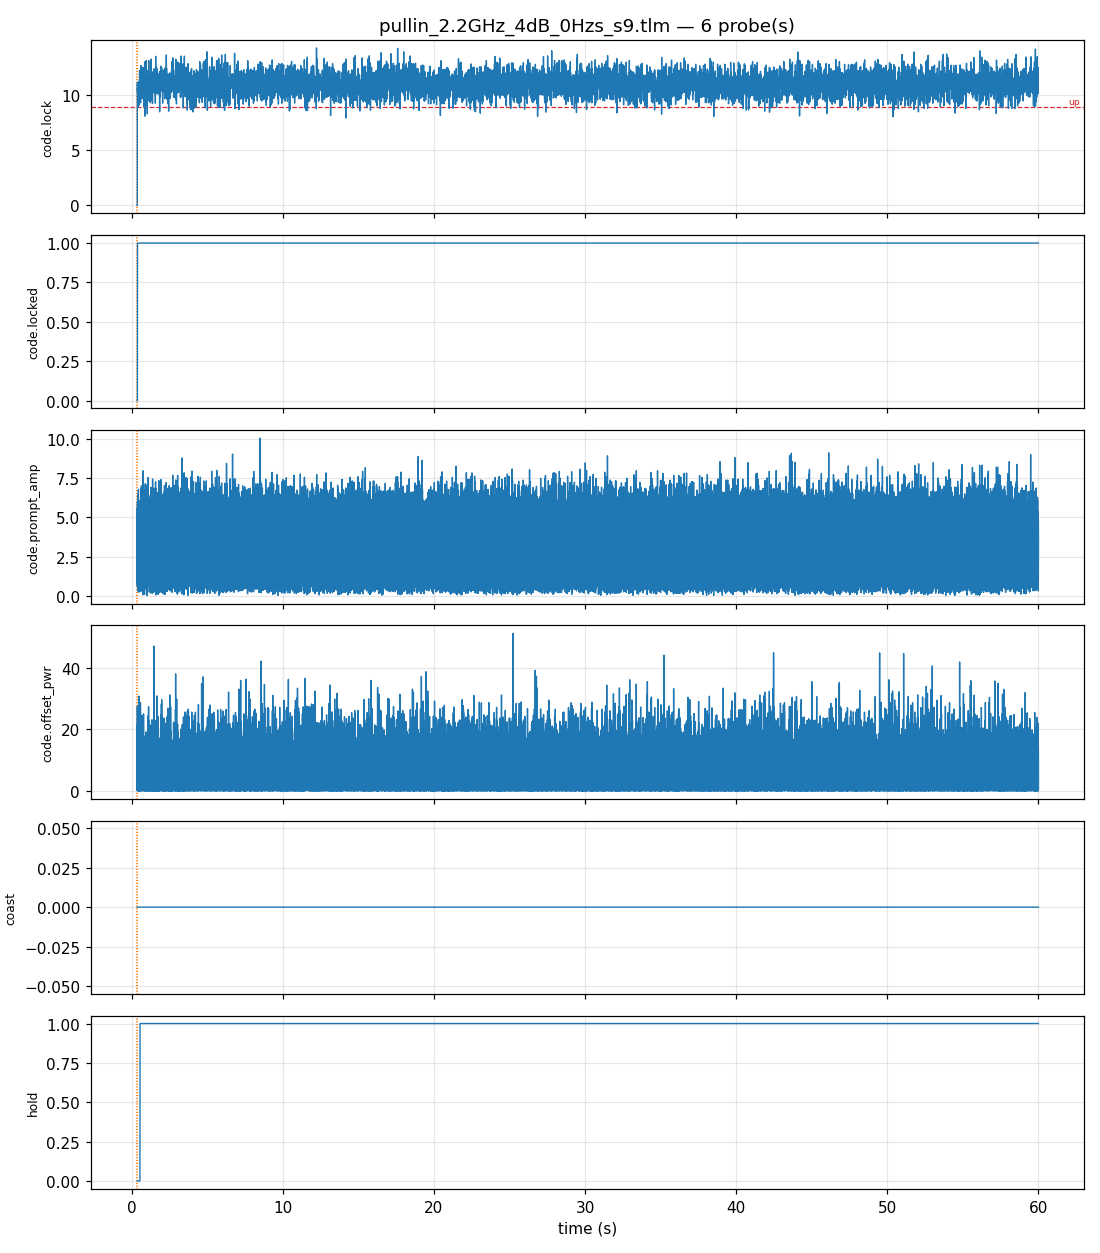 pullin_2.2GHz_4dB_0Hzs_s9.tlm — 6 probe(s)
code.lock
10
5
0
up
code.locked
1.00
0.75
0.50
0.25
0.00
code.prompt_amp
10.0
7.5
5.0
2.5
0.0
code.offset_pwr
40
20
0
coast
0.050
0.025
0.000
−0.025
−0.050
hold
1.00
0.75
0.50
0.25
0.00
0 10 20 30 40 50 60
time (s)